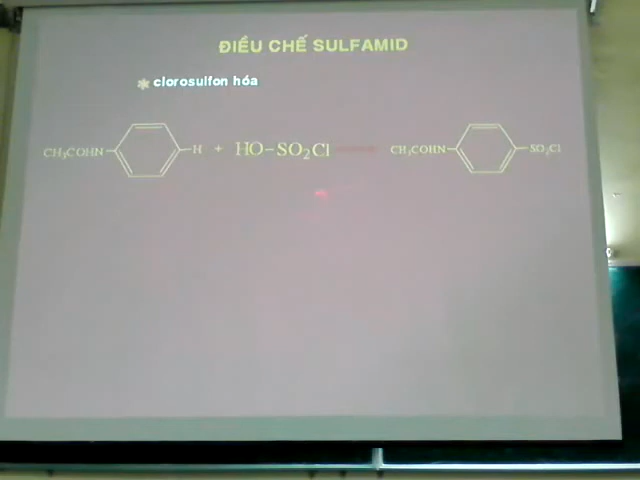 ĐIỀU CHẾ SULFAMID
clorosulfon hóa
CH₃COHN H + HO–SO₂Cl CH₃COHN SO₂Cl